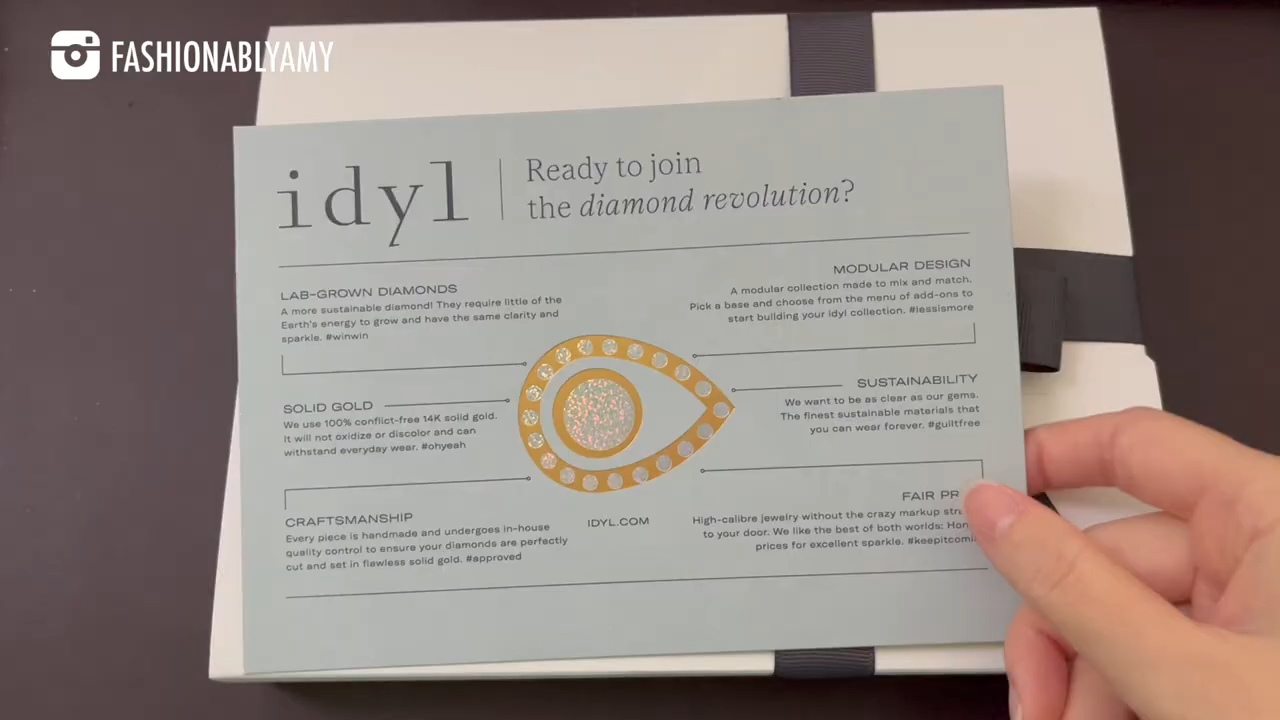 FASHIONABLYAMY
idyl
Ready to join
the diamond revolution?
LAB-GROWN DIAMONDS
A more sustainable diamond! They require little of the
Earth's energy to grow and have the same clarity and
sparkle. #winwin
MODULAR DESIGN
A modular collection made to mix and match.
Pick a base and choose from the menu of add-ons to
start building your idyl collection. #lessismore
SOLID GOLD
We use 100% conflict-free 14K solid gold.
It will not oxidize or discolor and can
withstand everyday wear. #ohyeah
SUSTAINABILITY
We want to be as clear as our gems.
The finest sustainable materials that
you can wear forever. #guiltfree
CRAFTSMANSHIP
Every piece is handmade and undergoes in-house
quality control to ensure your diamonds are perfectly
cut and set in flawless solid gold. #approved
IDYL.COM
FAIR
High-calibre jewelry without the crazy markup
to your door. We like the best of both worlds:
prices for excellent sparkle.